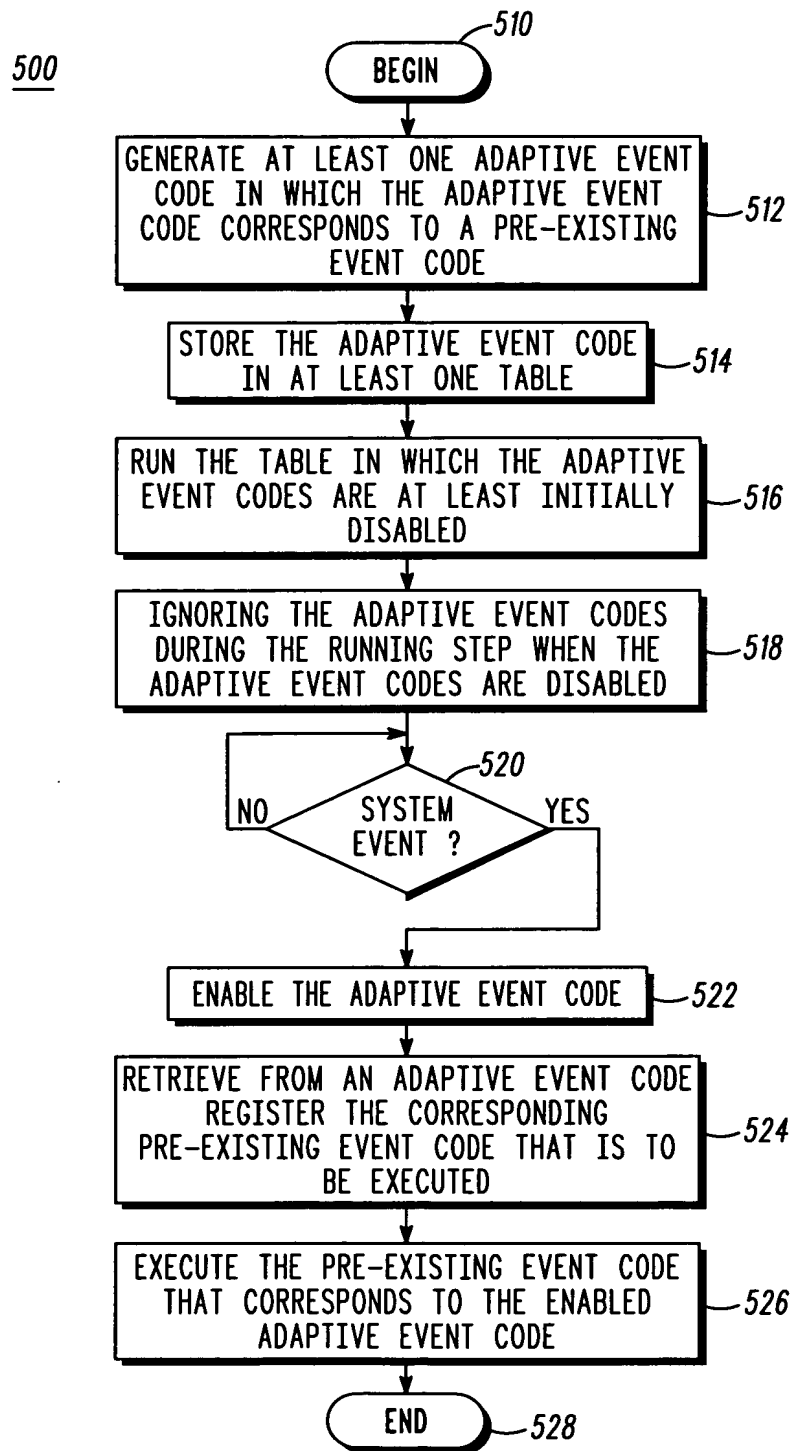 500
510
BEGIN
GENERATE AT LEAST ONE ADAPTIVE EVENT
CODE IN WHICH THE ADAPTIVE EVENT
CODE CORRESPONDS TO A PRE-EXISTING
EVENT CODE
512
STORE THE ADAPTIVE EVENT CODE
IN AT LEAST ONE TABLE
514
RUN THE TABLE IN WHICH THE ADAPTIVE
EVENT CODES ARE AT LEAST INITIALLY
DISABLED
516
IGNORING THE ADAPTIVE EVENT CODES
DURING THE RUNNING STEP WHEN THE
ADAPTIVE EVENT CODES ARE DISABLED
518
520
NO
SYSTEM
EVENT ?
YES
ENABLE THE ADAPTIVE EVENT CODE
522
RETRIEVE FROM AN ADAPTIVE EVENT CODE
REGISTER THE CORRESPONDING
PRE-EXISTING EVENT CODE THAT IS TO
BE EXECUTED
524
EXECUTE THE PRE-EXISTING EVENT CODE
THAT CORRESPONDS TO THE ENABLED
ADAPTIVE EVENT CODE
526
END
528